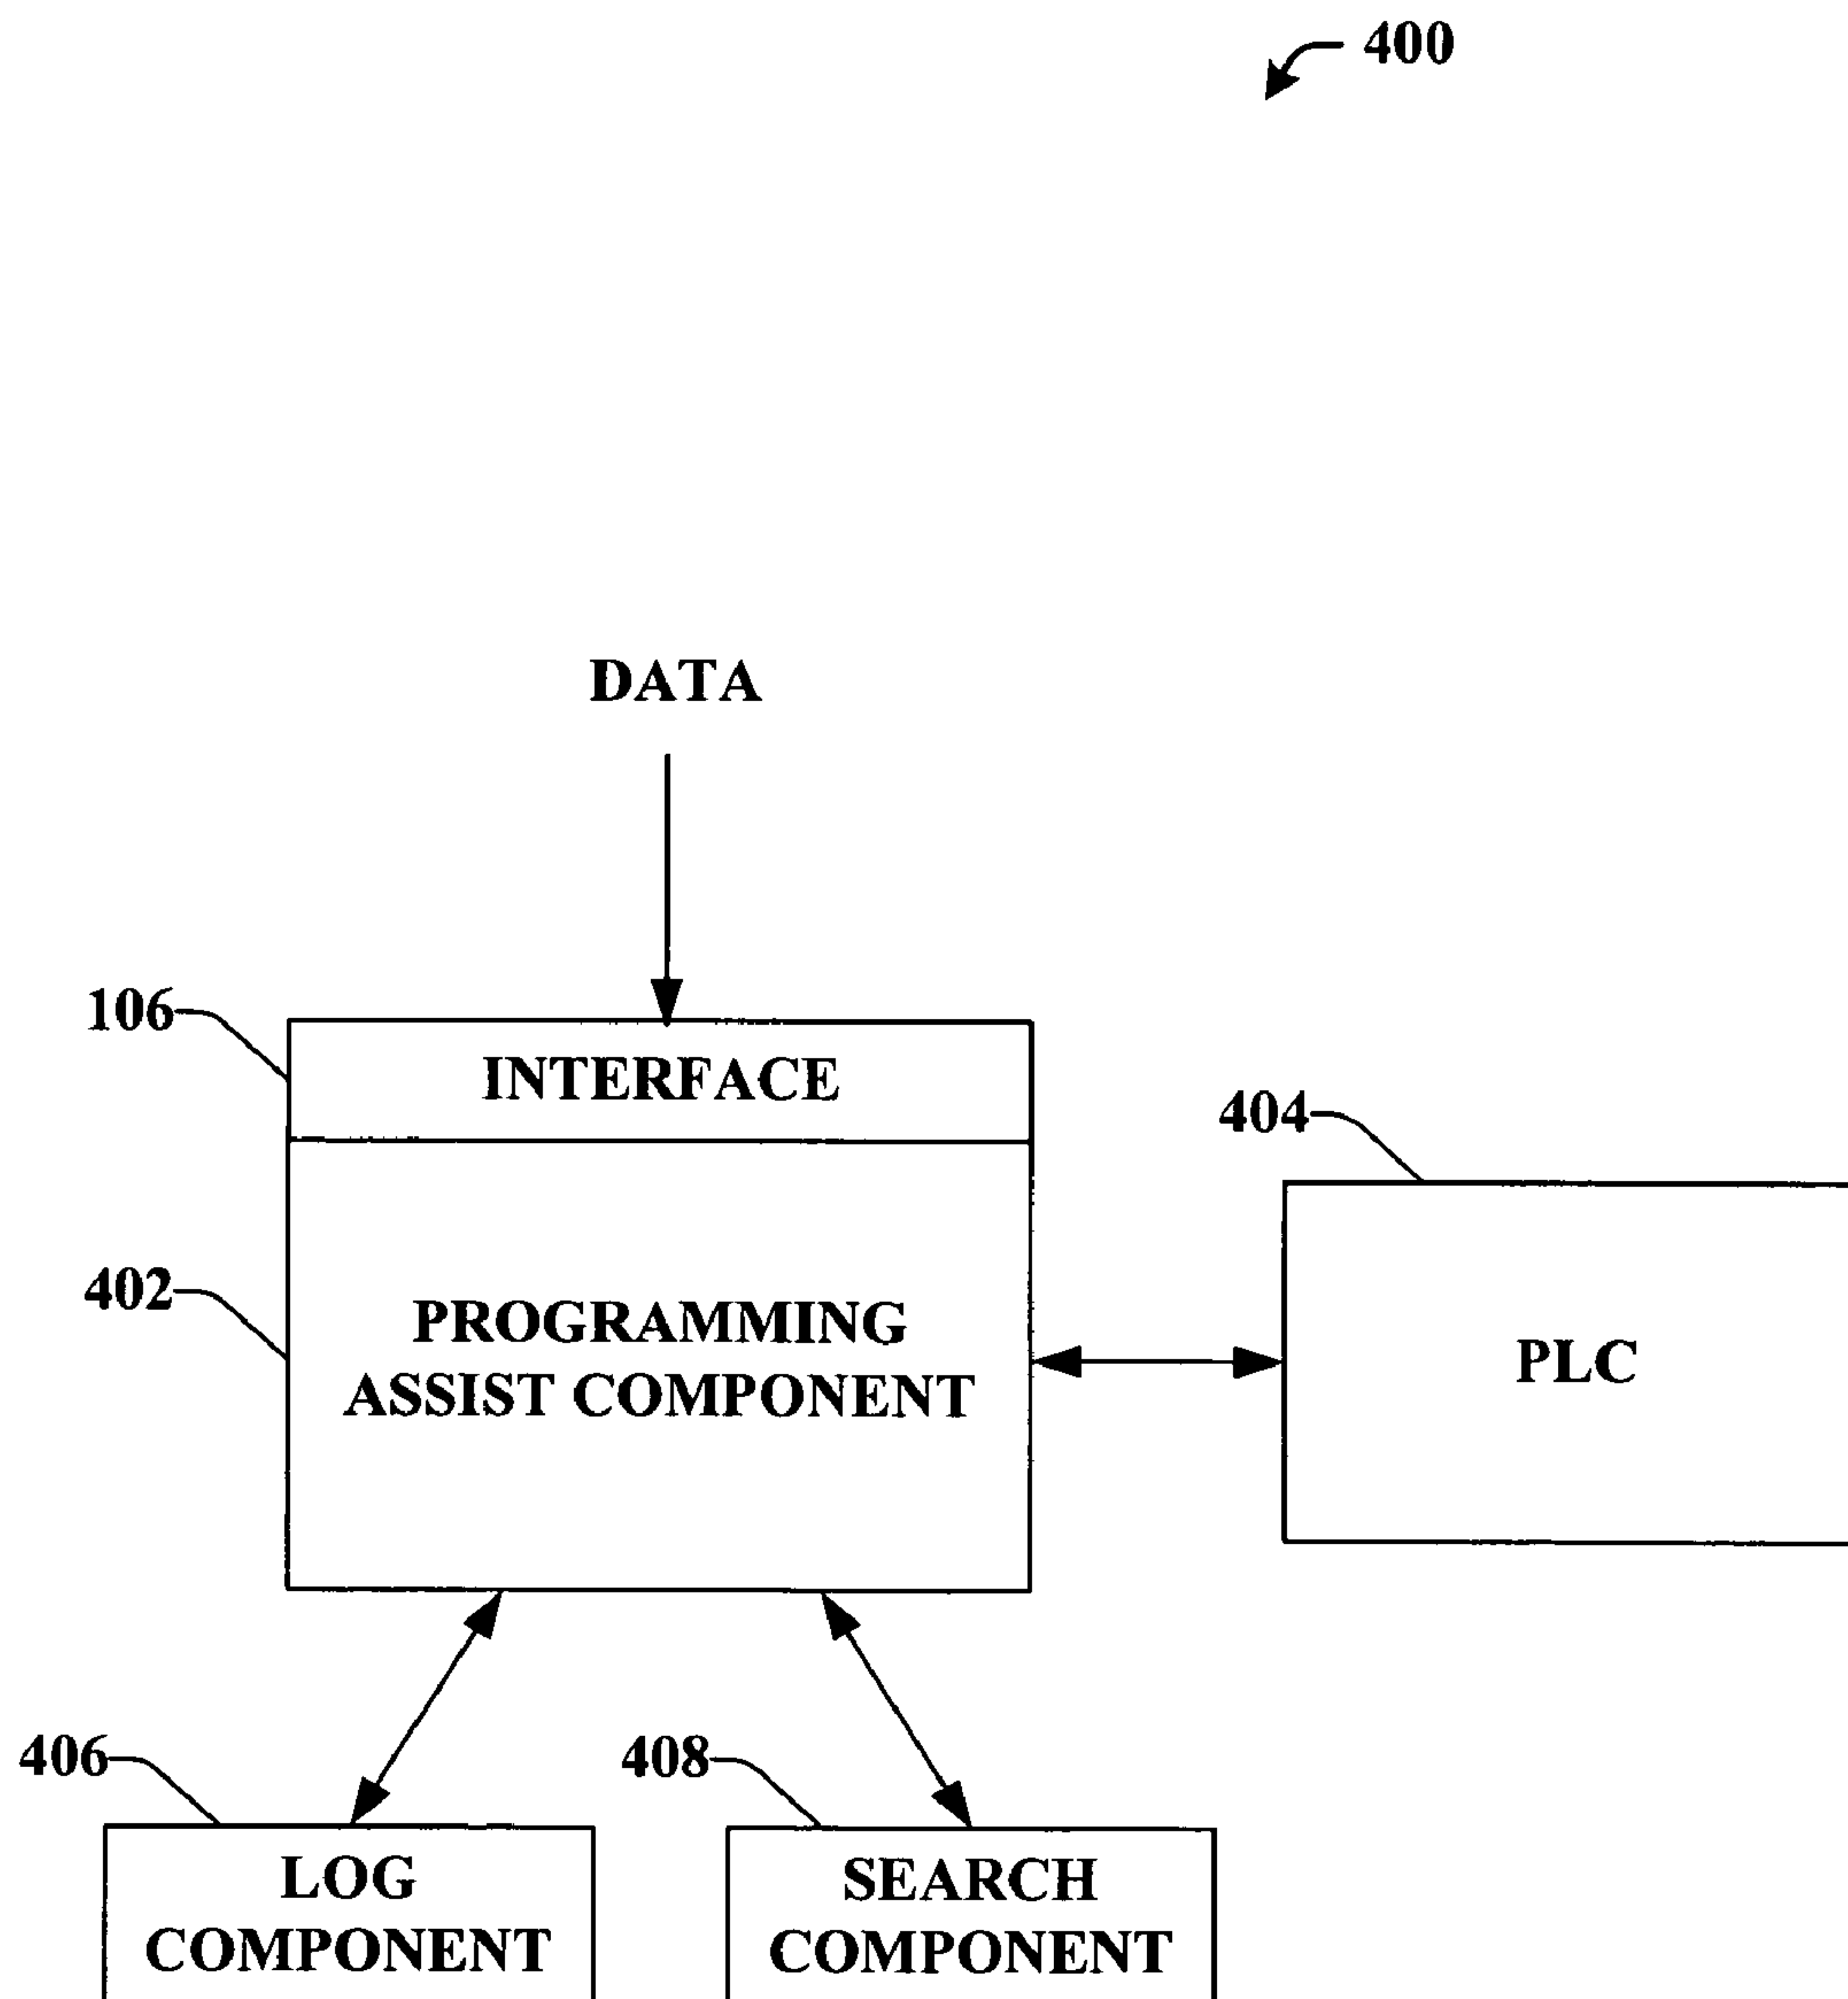 400
DATA
106
INTERFACE
404
402
PROGRAMMING
ASSIST COMPONENT
PLC
406
408
LOG
COMPONENT
SEARCH
COMPONENT